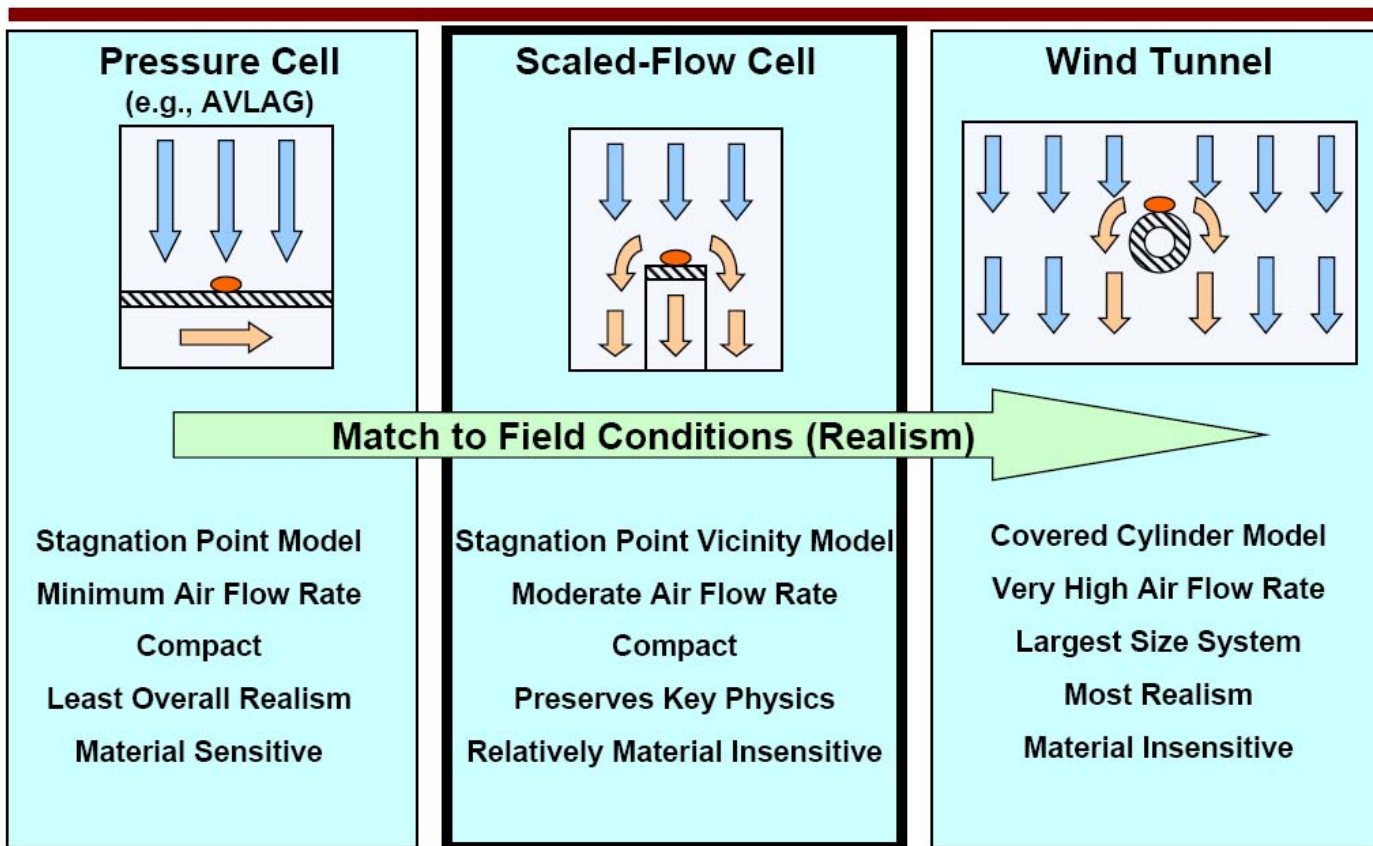 Pressure Cell
(e.g., AVLAG)
Scaled-Flow Cell
Wind Tunnel
Match to Field Conditions (Realism)
Stagnation Point Model
Minimum Air Flow Rate
Compact
Least Overall Realism
Material Sensitive
Stagnation Point Vicinity Model
Moderate Air Flow Rate
Compact
Preserves Key Physics
Relatively Material Insensitive
Covered Cylinder Model
Very High Air Flow Rate
Largest Size System
Most Realism
Material Insensitive